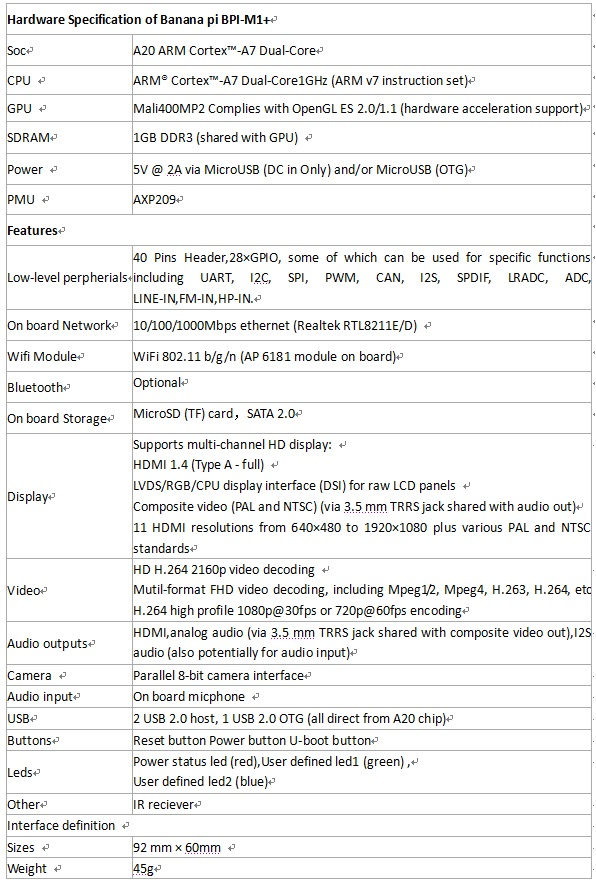 Hardware Specification of Banana pi BPI-M1+
Soc A20 ARM Cortex™-A7 Dual-Core
CPU ARM® Cortex™-A7 Dual-Core1GHz (ARM v7 instruction set)
GPU Mali400MP2 Complies with OpenGL ES 2.0/1.1 (hardware acceleration support)
SDRAM 1GB DDR3 (shared with GPU)
Power 5V @ 2A via MicroUSB (DC in Only) and/or MicroUSB (OTG)
PMU AXP209
Features
Low-level perpherials
40 Pins Header,28×GPIO, some of which can be used for specific functions
including UART, I2C, SPI, PWM, CAN, I2S, SPDIF, LRADC, ADC,
LINE-IN,FM-IN,HP-IN.
On board Network 10/100/1000Mbps ethernet (Realtek RTL8211E/D)
Wifi Module WiFi 802.11 b/g/n (AP 6181 module on board)
Bluetooth Optional
On board Storage MicroSD (TF) card，SATA 2.0
Display
Supports multi-channel HD display:
HDMI 1.4 (Type A - full)
LVDS/RGB/CPU display interface (DSI) for raw LCD panels
Composite video (PAL and NTSC) (via 3.5 mm TRRS jack shared with audio out)
11 HDMI resolutions from 640×480 to 1920×1080 plus various PAL and NTSC
standards
Video
HD H.264 2160p video decoding
Mutil-format FHD video decoding, including Mpeg1/2, Mpeg4, H.263, H.264, etc
H.264 high profile 1080p@30fps or 720p@60fps encoding
Audio outputs
HDMI,analog audio (via 3.5 mm TRRS jack shared with composite video out),I2S
audio (also potentially for audio input)
Camera Parallel 8-bit camera interface
Audio input On board micphone
USB 2 USB 2.0 host, 1 USB 2.0 OTG (all direct from A20 chip)
Buttons Reset button Power button U-boot button
Leds
Power status led (red),User defined led1 (green) ,
User defined led2 (blue)
Other IR reciever
Interface definition
Sizes 92 mm × 60mm
Weight 45g